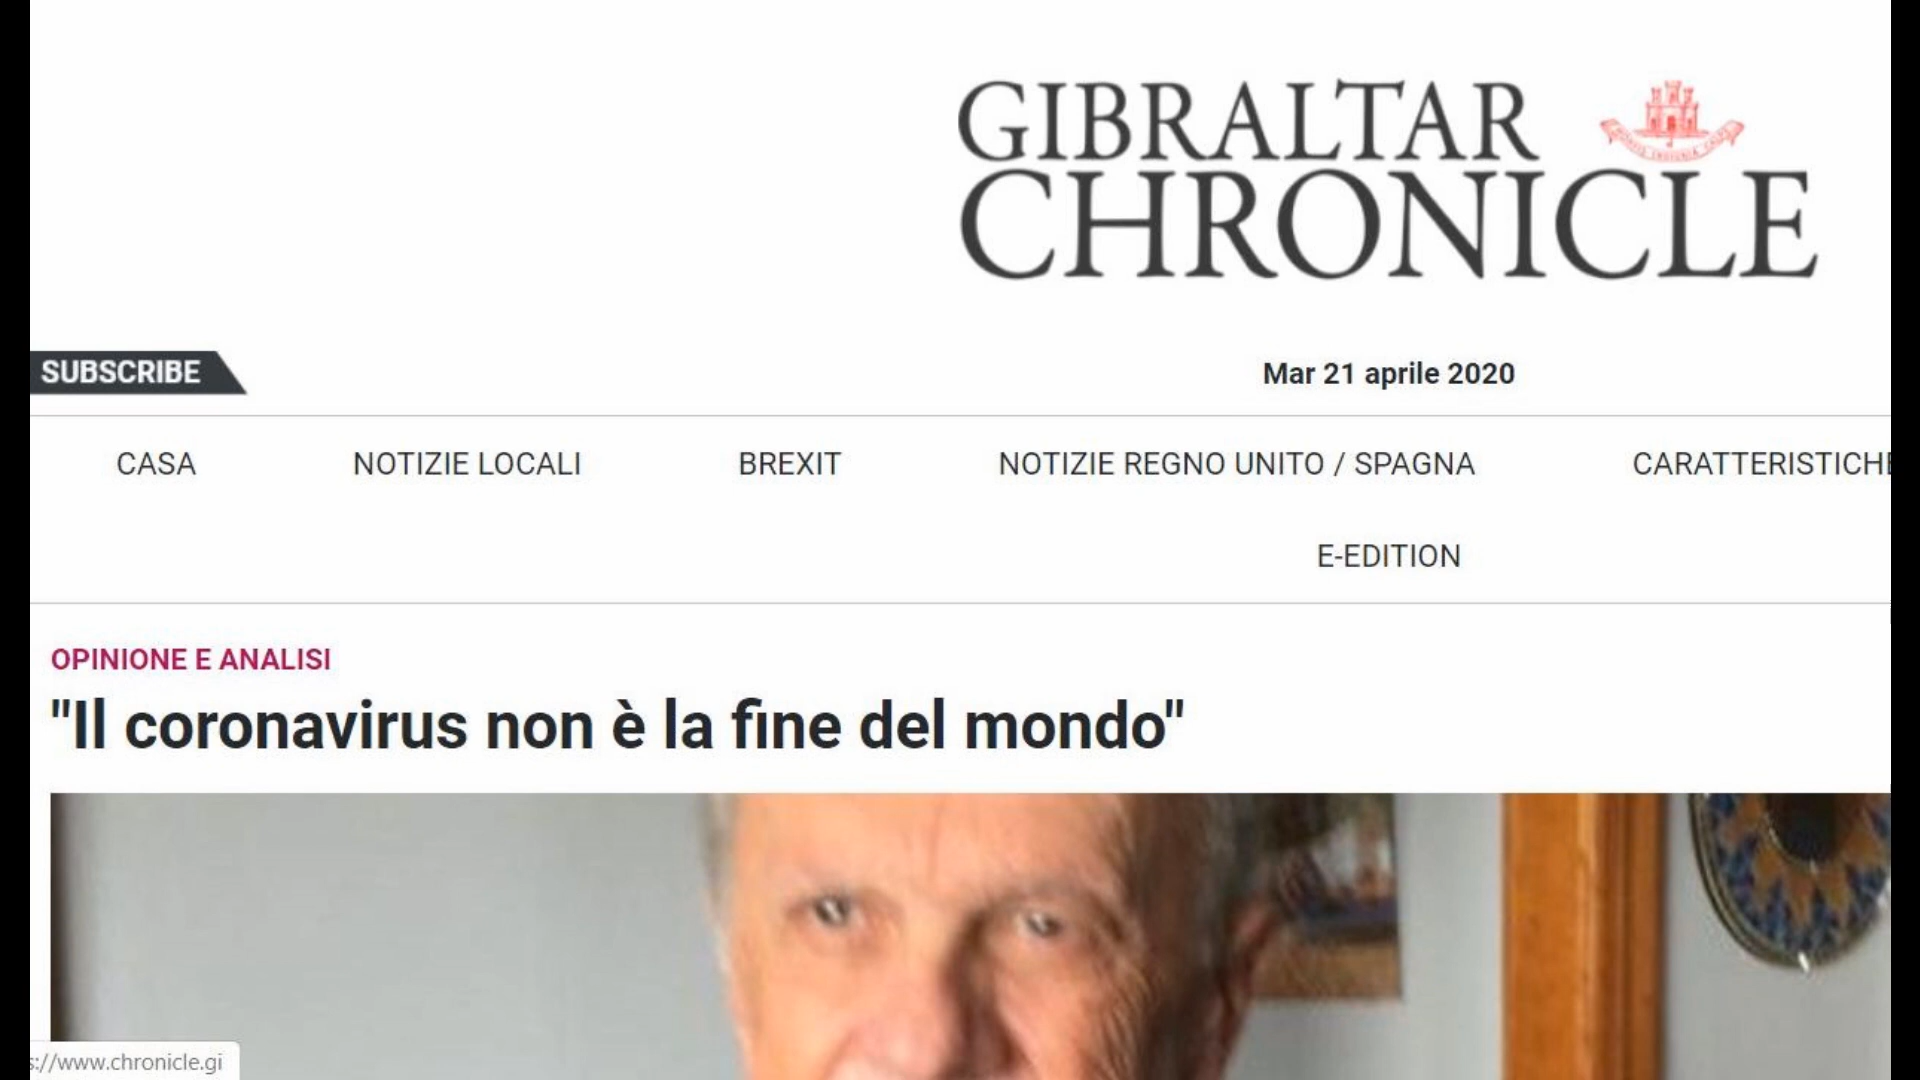 GIBRALTAR
CHRONICLE
SUBSCRIBE
Mar 21 aprile 2020
CASA
NOTIZIE LOCALI
BREXIT
NOTIZIE REGNO UNITO / SPAGNA
CARATTERISTICHE
E-EDITION
OPINIONE E ANALISI
"Il coronavirus non è la fine del mondo"
s://www.chronicle.gi